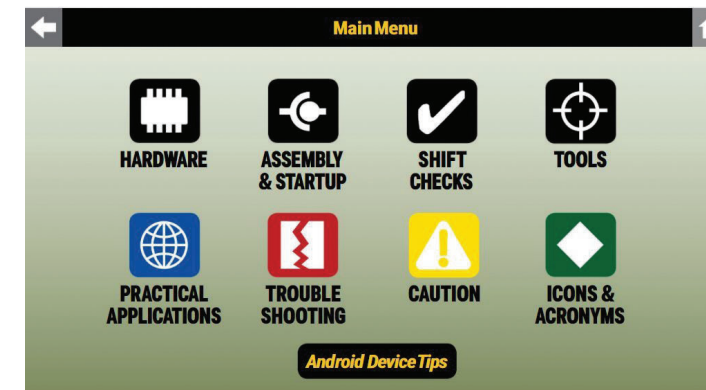 Main Menu
HARDWARE
ASSEMBLY
& STARTUP
SHIFT
CHECKS
TOOLS
PRACTICAL
APPLICATIONS
TROUBLE
SHOOTING
CAUTION
ICONS &
ACRONYMS
Android Device Tips